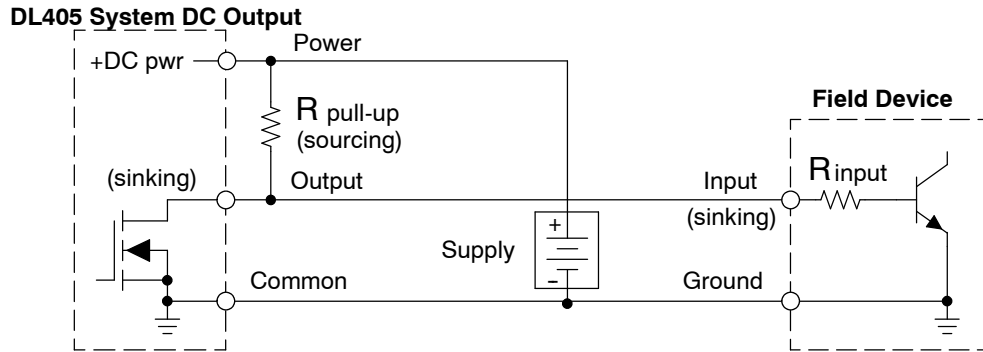 DL405 System DC Output
+DC pwr
Power
R pull-up
(sourcing)
Field Device
(sinking)
Output
Input
(sinking)
R input
Supply
+
–
Common
Ground